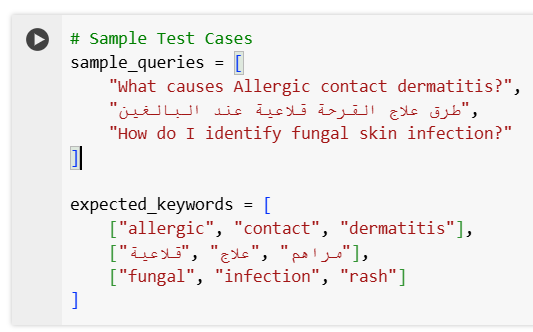 # Sample Test Cases
sample_queries = [
"What causes Allergic contact dermatitis?",
"طرق علاج القرحة قلاعية عند البالغين",
"How do I identify fungal skin infection?"
]
expected_keywords = [
["allergic", "contact", "dermatitis"],
["مراهم", "علاج", "قلاعية"],
["fungal", "infection", "rash"]
]